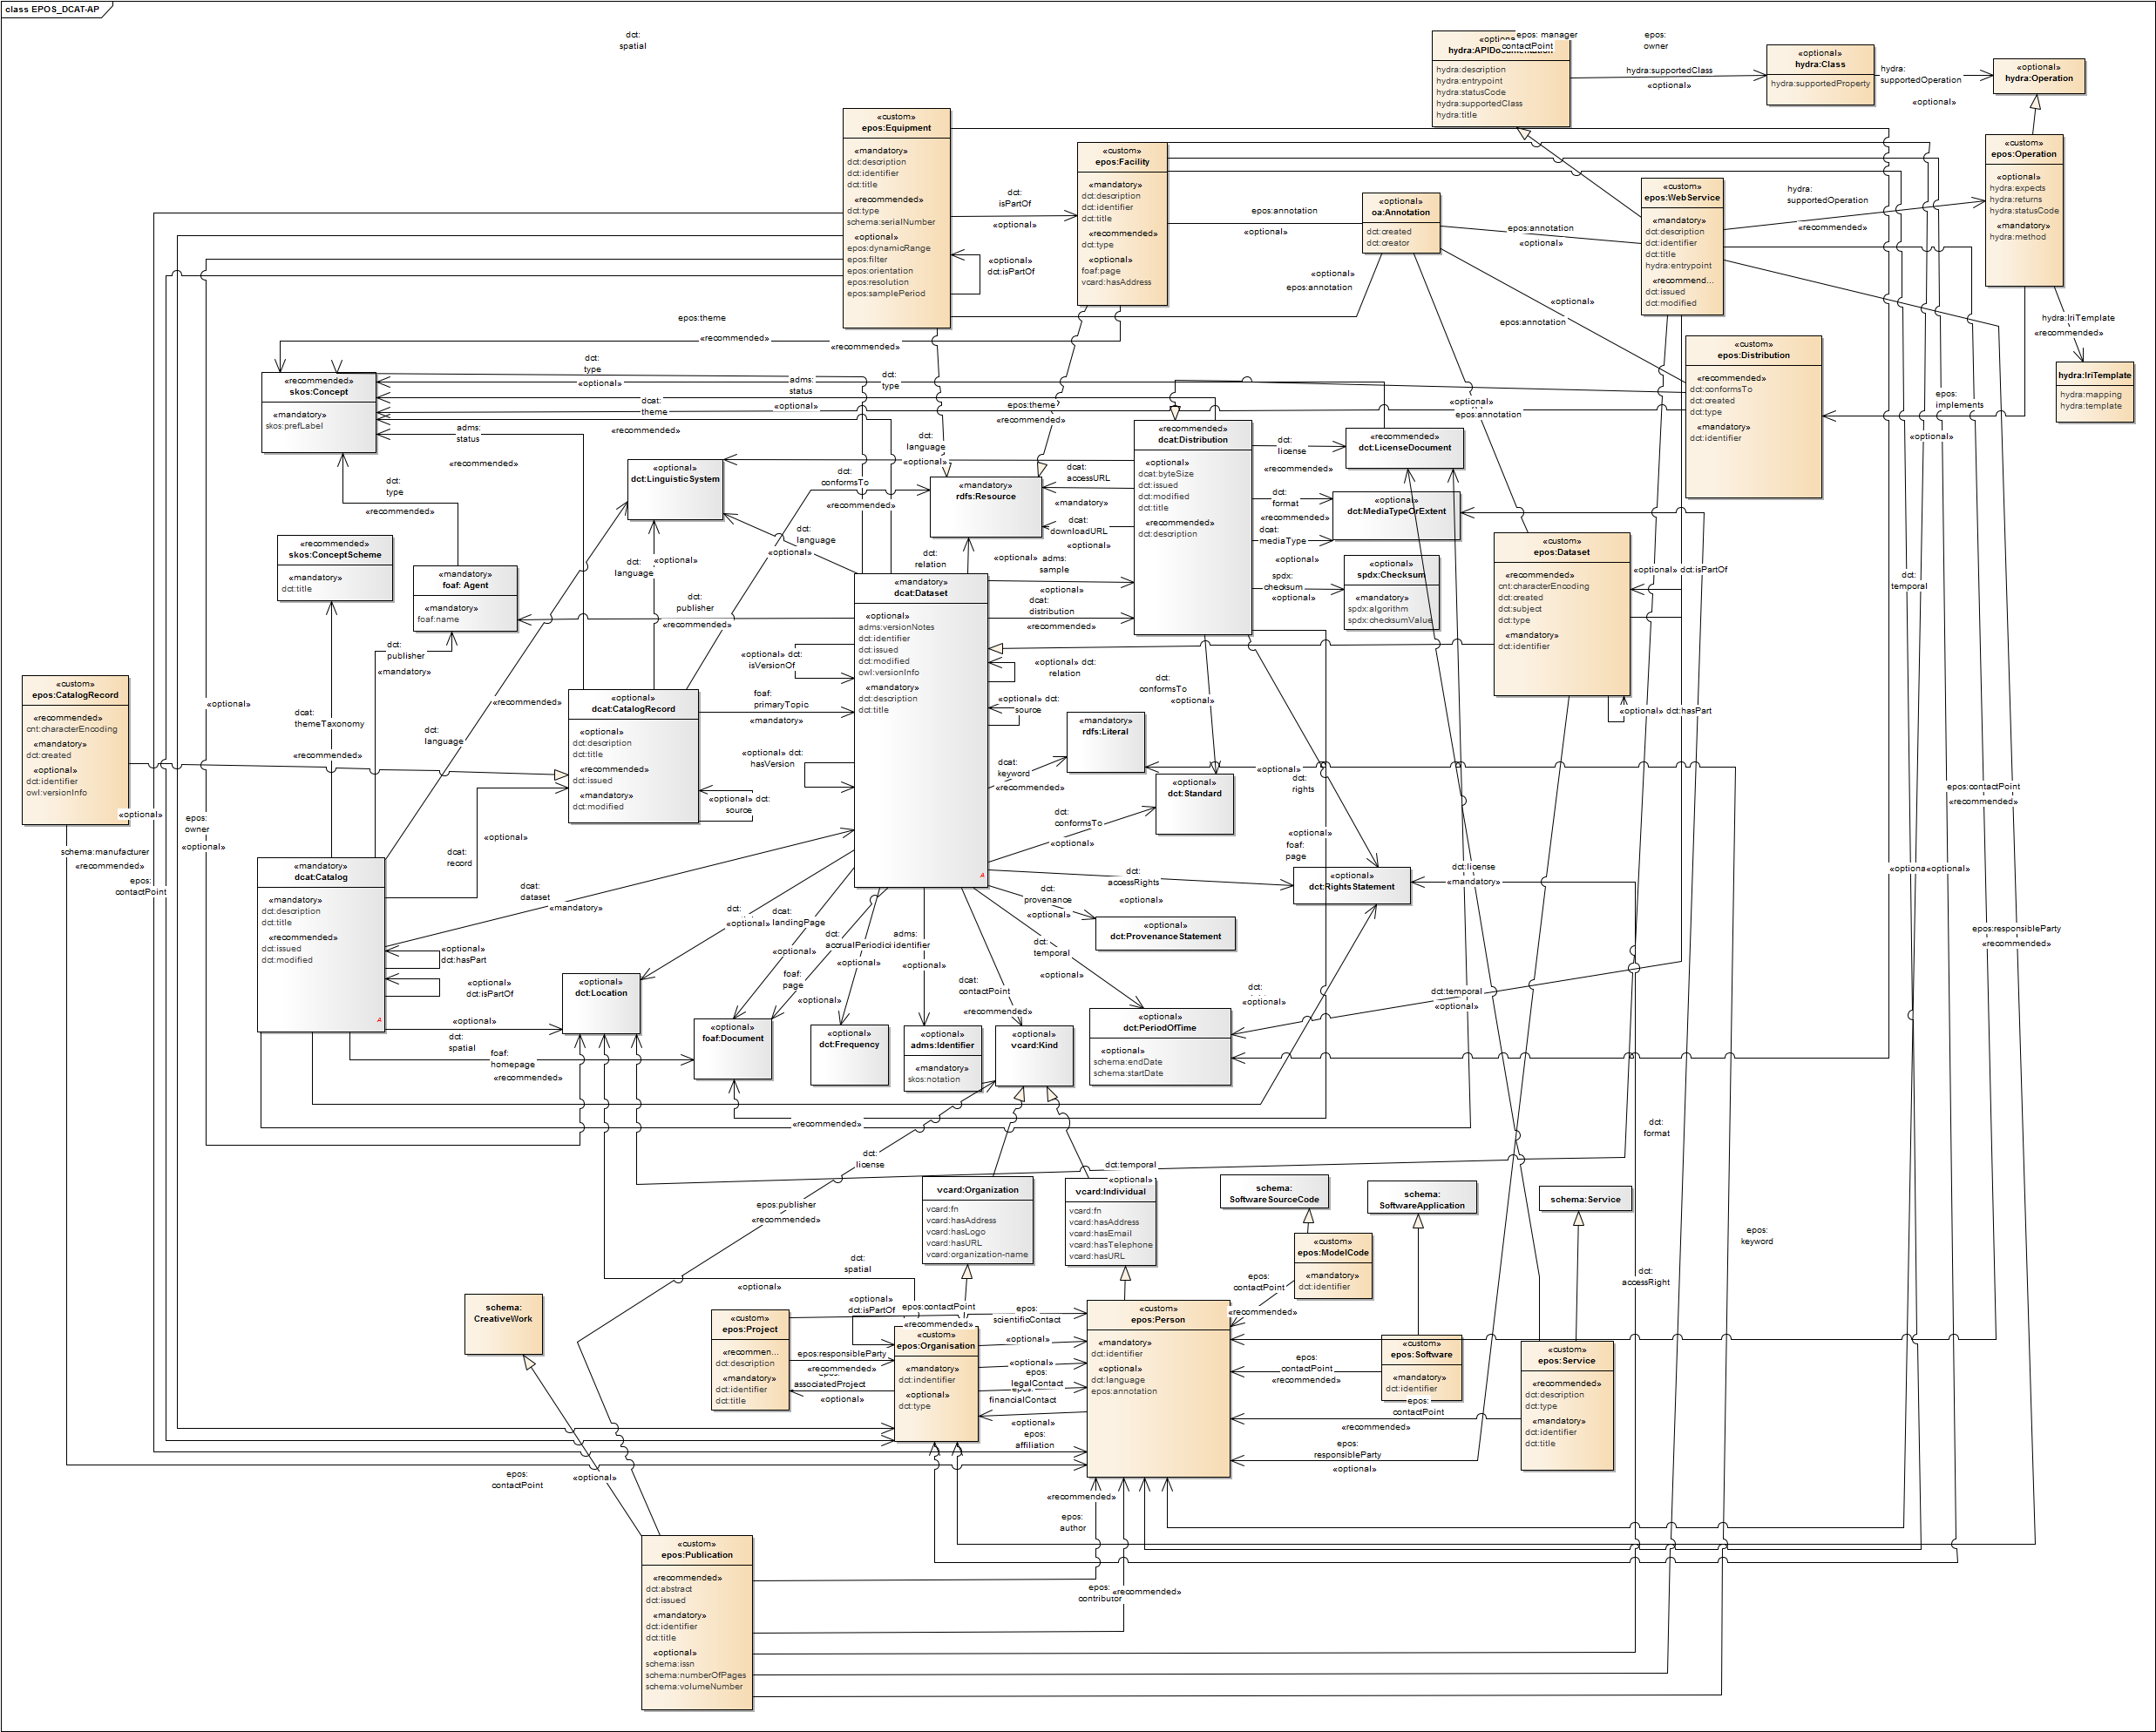 class EPOS_DCAT-AP
dct:
spatial
«optional»
hydra:APIDocumentation
hydra:description
hydra:entrypoint
hydra:statusCode
hydra:supportedClass
hydra:title
epos: manager
contactPoint
epos:
owner
hydra:supportedClass
«optional»
«optional»
hydra:Class
hydra:supportedProperty
hydra:
supportedOperation
«optional»
«optional»
hydra:Operation
«custom»
epos:Equipment
«mandatory»
dct:description
dct:identifier
dct:title
«recommended»
dct:type
schema:serialNumber
«optional»
epos:dynamicRange
epos:filter
epos:orientation
epos:resolution
epos:samplePeriod
dct:
isPartOf
«optional»
«optional»
dct:isPartOf
«custom»
epos:Facility
«mandatory»
dct:description
dct:identifier
dct:title
«recommended»
dct:type
«optional»
foaf:page
vcard:hasAddress
epos:annotation
«optional»
«optional»
oa:Annotation
dct:created
dct:creator
epos:annotation
«optional»
«optional»
epos:annotation
«optional»
epos:annotation
«custom»
epos:WebService
«mandatory»
dct:description
dct:identifier
dct:title
hydra:entrypoint
«recommend...
dct:issued
dct:modified
hydra:
supportedOperation
«recommended»
«custom»
epos:Operation
«optional»
hydra:expects
hydra:returns
hydra:statusCode
«mandatory»
hydra:method
hydra:IriTemplate
«recommended»
hydra:IriTemplate
hydra:mapping
hydra:template
«custom»
epos:Distribution
«recommended»
dct:conformsTo
dct:created
dct:type
«mandatory»
dct:identifier
epos:
implements
«optional»
epos:theme
«recommended»
«recommended»
dct:
type
«optional»
adms:
status
dct:
type
dcat:
theme
«optional»
«recommended»
epos:theme
«recommended»
«optional»
epos:annotation
«recommended»
skos:Concept
«mandatory»
skos:prefLabel
adms:
status
«recommended»
dct:
type
«recommended»
«optional»
dct:LinguisticSystem
dct:
language
«optional»
dct:
conformsTo
«recommended»
«mandatory»
rdfs:Resource
dcat:
accessURL
«mandatory»
dcat:
downloadURL
«optional»
«recommended»
dcat:Distribution
«optional»
dcat:byteSize
dct:issued
dct:modified
dct:title
«recommended»
dct:description
dct:
license
«recommended»
«recommended»
dct:LicenseDocument
dct:
format
«recommended»
dcat:
mediaType
«optional»
«optional»
dct:MediaTypeOrExtent
spdx:
checksum
«optional»
«optional»
spdx:Checksum
«mandatory»
spdx:algorithm
spdx:checksumValue
«custom»
epos:Dataset
«recommended»
cnt:characterEncoding
dct:created
dct:subject
dct:type
«mandatory»
dct:identifier
«optional» dct:isPartOf
«optional» dct:hasPart
dct:
temporal
«recommended»
skos:ConceptScheme
«mandatory»
dct:title
«mandatory»
foaf: Agent
«mandatory»
foaf:name
dct:
language
«optional»
dct:
language
«optional»
dct:
relation
«optional» adms:
sample
«optional»
dcat:
distribution
«recommended»
dct:
publisher
«recommended»
dct:
publisher
«mandatory»
«mandatory»
dcat:Dataset
«optional»
adms:versionNotes
dct:identifier
dct:issued
dct:modified
owl:versionInfo
«mandatory»
dct:description
dct:title
«optional» dct:
isVersionOf
foaf:
primaryTopic
«mandatory»
«optional» dct:
hasVersion
«optional» dct:
relation
«optional» dct:
source
dct:
conformsTo
«optional»
«mandatory»
rdfs:Literal
dcat:
keyword
«recommended»
«optional»
dct:Standard
dct:
conformsTo
«optional»
«optional»
dct:
rights
«optional»
foaf:
page
«custom»
epos:CatalogRecord
«recommended»
cnt:characterEncoding
«mandatory»
dct:created
«optional»
dct:identifier
owl:versionInfo
«optional»
«optional»
dcat:
themeTaxonomy
«recommended»
dct:
language
«recommended»
«optional»
dcat:CatalogRecord
«optional»
dct:description
dct:title
«recommended»
dct:issued
«mandatory»
dct:modified
«optional» dct:
source
schema:manufacturer
«recommended»
epos:
contactPoint
epos:
owner
«optional»
«optional»
dcat:
record
«mandatory»
dcat:Catalog
«mandatory»
dct:description
dct:title
«recommended»
dct:issued
dct:modified
A
A
dcat:
dataset
«mandatory»
«optional»
dct:hasPart
«optional»
dct:isPartOf
«optional»
dct:
spatial
foaf:
homepage
«recommended»
«optional»
dct:Location
dct:
«optional»
dcat:
landingPage
«optional»
dct:
accrualPeriodici
«optional»
foaf:
page
«optional»
adms:
identifier
«optional»
dcat:
contactPoint
«recommended»
dct:
accessRights
«optional»
dct:
provenance
«optional»
dct:
temporal
«optional»
«optional»
dct:RightsStatement
«optional»
dct:ProvenanceStatement
dct:license
«mandatory»
epos:contactPoint
«recommended»
«optional»
epos:responsibleParty
«recommended»
«optional»
foaf:Document
«optional»
dct:Frequency
«optional»
adms:Identifier
«mandatory»
skos:notation
«optional»
vcard:Kind
«optional»
dct:PeriodOfTime
«optional»
schema:endDate
schema:startDate
dct:
«optional»
dct:temporal
«optional»
«recommended»
dct:
format
dct:
license
dct:temporal
«optional»
epos:publisher
«recommended»
vcard:Organization
vcard:fn
vcard:hasAddress
vcard:hasLogo
vcard:hasURL
vcard:organization-name
vcard:Individual
vcard:fn
vcard:hasAddress
vcard:hasEmail
vcard:hasTelephone
vcard:hasURL
schema:
SoftwareSourceCode
schema:
SoftwareApplication
schema:Service
«custom»
epos:ModelCode
«mandatory»
dct:identifier
epos:
keyword
dct:
accessRight
dct:
spatial
«optional»
epos:
contactPoint
«recommended»
schema:
CreativeWork
«custom»
epos:Project
«recommen...
dct:description
«mandatory»
dct:identifier
dct:title
«optional»
dct:isPartOf
epos:contactPoint
«recommended»
epos:responsibleParty
«recommended»
associatedProject
«optional»
«custom»
epos:Organisation
«mandatory»
dct:indentifier
«optional»
dct:type
epos:
scientificContact
«optional»
«optional»
epos:
legalContact
financialContact
«optional»
epos:
affiliation
«custom»
epos:Person
«mandatory»
dct:identifier
«optional»
dct:language
epos:annotation
epos:
contactPoint
«recommended»
«custom»
epos:Software
«mandatory»
dct:identifier
epos:
contactPoint
«recommended»
epos:
responsibleParty
«optional»
«custom»
epos:Service
«recommended»
dct:description
dct:type
«mandatory»
dct:identifier
dct:title
epos:
contactPoint
«optional»
«recommended»
epos:
author
«custom»
epos:Publication
«recommended»
dct:abstract
dct:issued
«mandatory»
dct:identifier
dct:title
«optional»
schema:issn
schema:numberOfPages
schema:volumeNumber
epos:
contributor
«recommended»